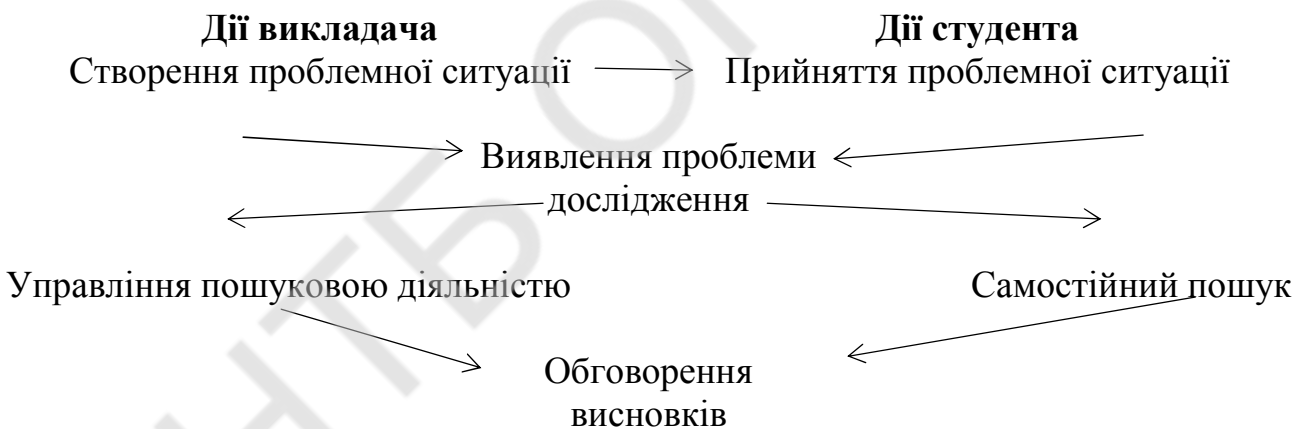 Дії викладача Дії студента
Створення проблемної ситуації Прийняття проблемної ситуації
Виявлення проблеми
дослідження
Управління пошуковою діяльністю Самостійний пошук
Обговорення
висновків